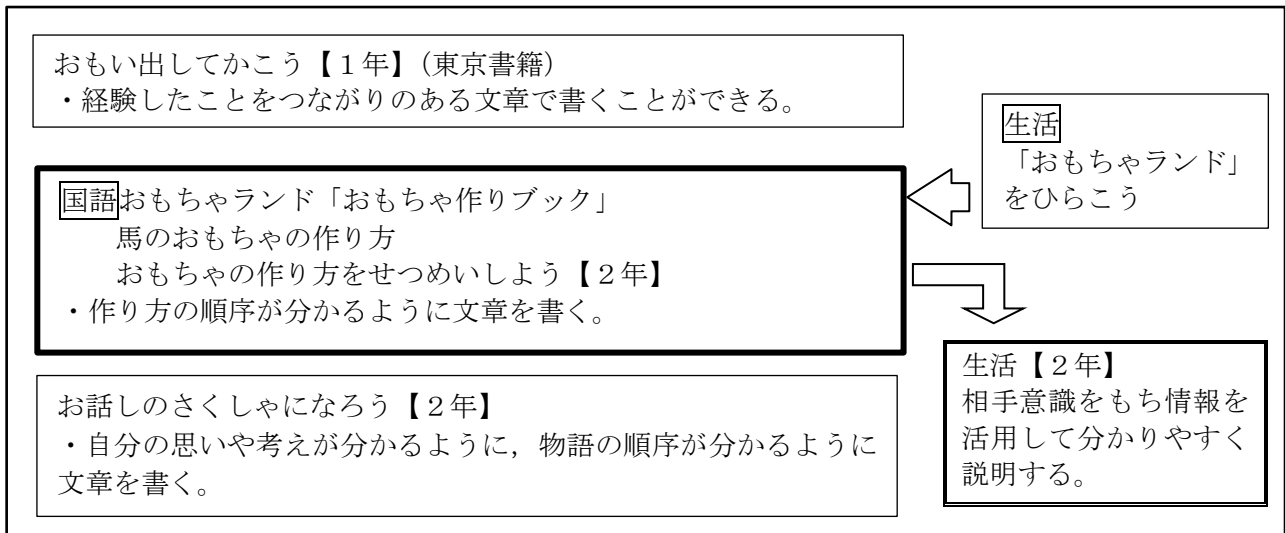 おもい出してかこう【１年】(東京書籍)
・経験したことをつながりのある文章で書くことができる。
生活
「おもちゃランド」
をひらこう
国語おもちゃランド「おもちゃ作りブック」
馬のおもちゃの作り方
おもちゃの作り方をせつめいしよう【２年】
・作り方の順序が分かるように文章を書く。
生活【２年】
相手意識をもち情報を
活用して分かりやすく
説明する。
お話しのさくしゃになろう【２年】
・自分の思いや考えが分かるように，物語の順序が分かるように
文章を書く。